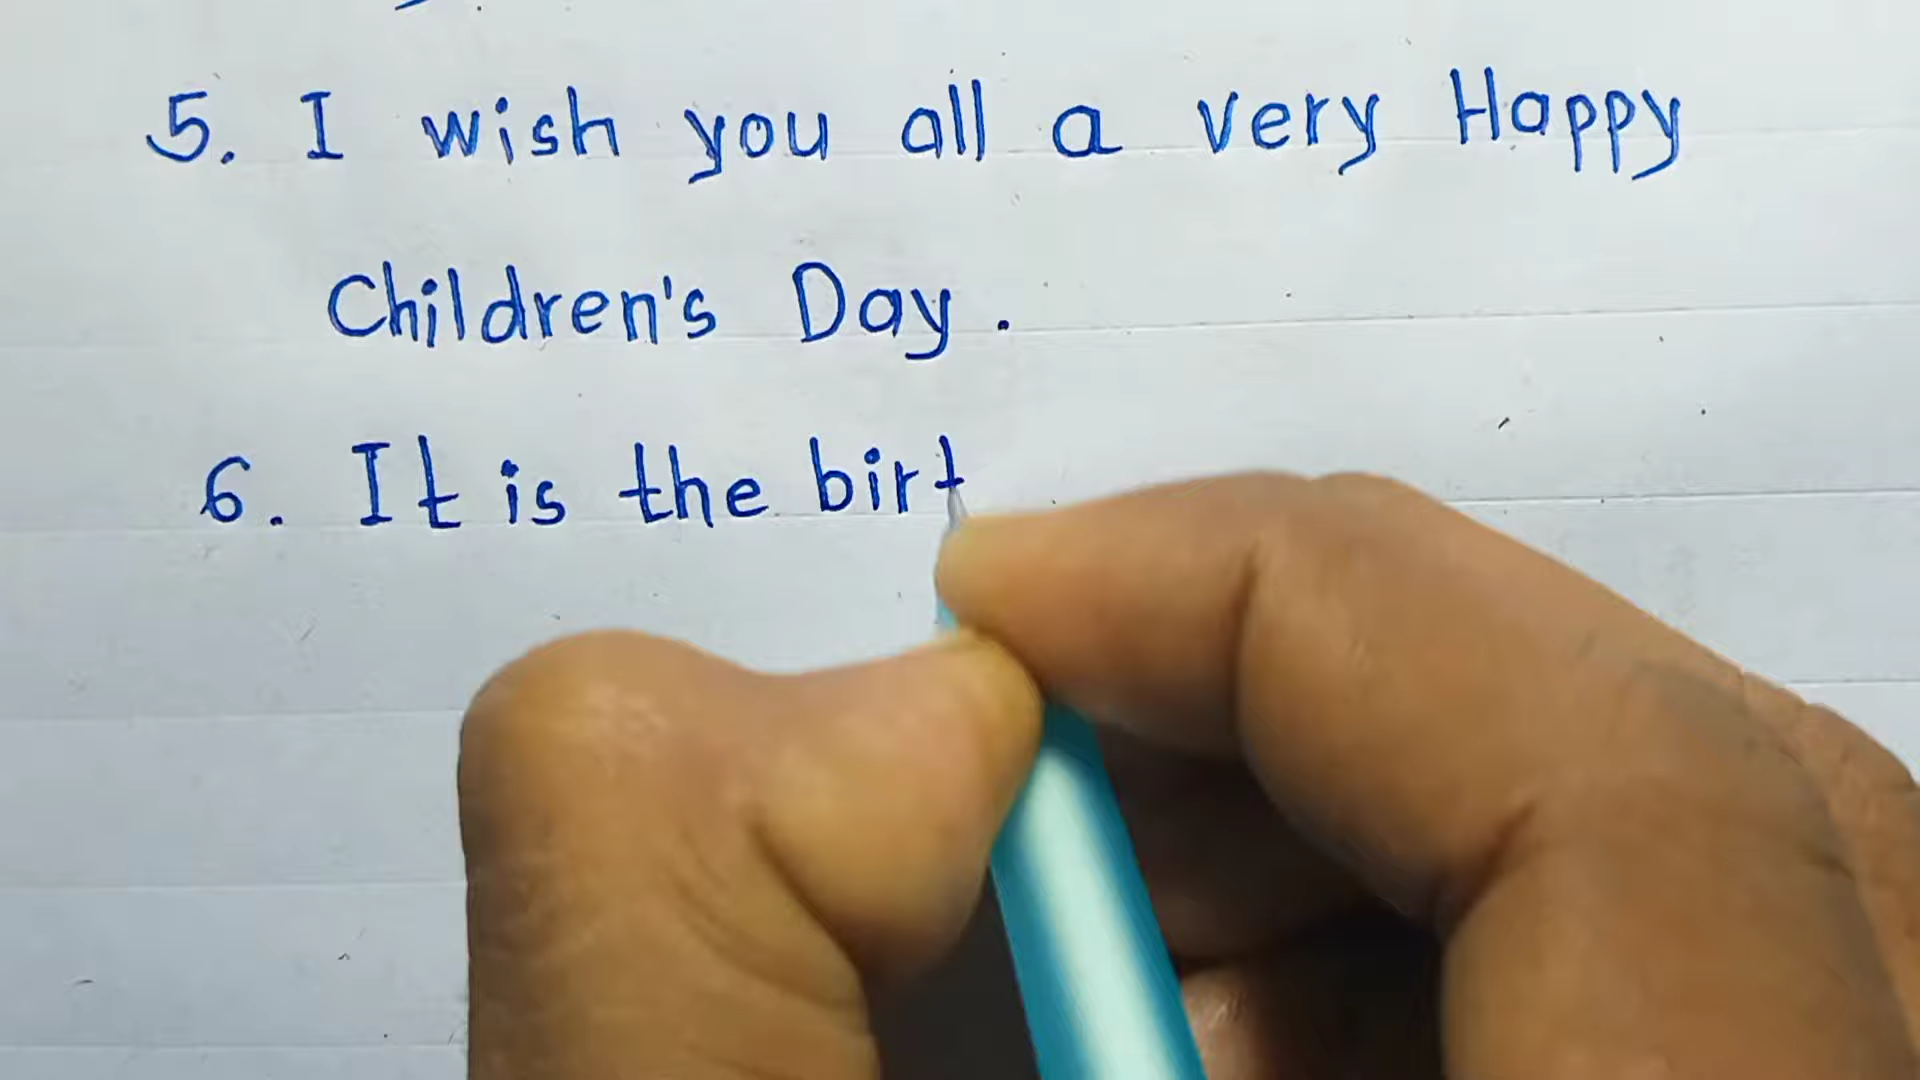 5. I wish you all a very Happy
Children's Day.
6. It is the birt